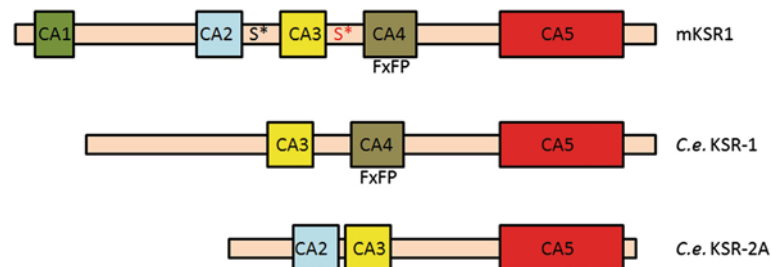 CA1 CA2 S* CA3 S* CA4 CA5 mKSR1
FxFP
CA3 CA4 CA5 C.e. KSR-1
FxFP
CA2 CA3 CA5 C.e. KSR-2A